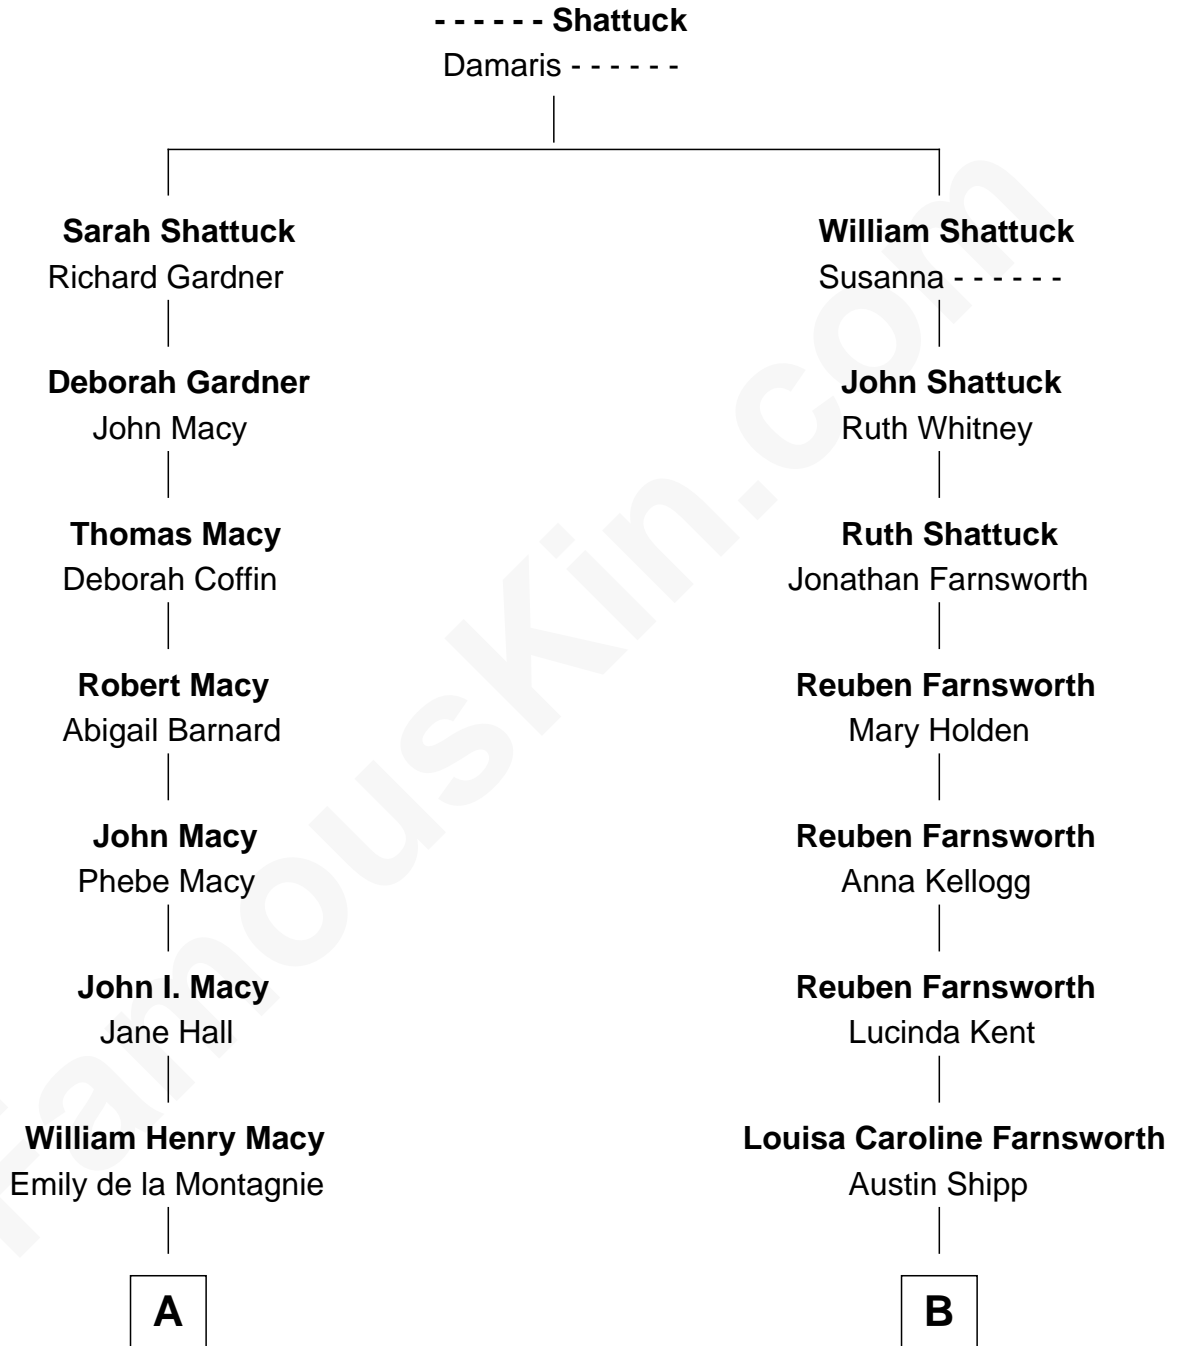 - - - - - - Shattuck
Damaris - - - - - -
Sarah Shattuck
Richard Gardner
William Shattuck
Susanna - - - - - -
Deborah Gardner
John Macy
John Shattuck
Ruth Whitney
Thomas Macy
Deborah Coffin
Ruth Shattuck
Jonathan Farnsworth
Robert Macy
Abigail Barnard
Reuben Farnsworth
Mary Holden
John Macy
Phebe Macy
Reuben Farnsworth
Anna Kellogg
John I. Macy
Jane Hall
Reuben Farnsworth
Lucinda Kent
William Henry Macy
Emily de la Montagnie
Louisa Caroline Farnsworth
Austin Shipp
A
B
FamousKin.com